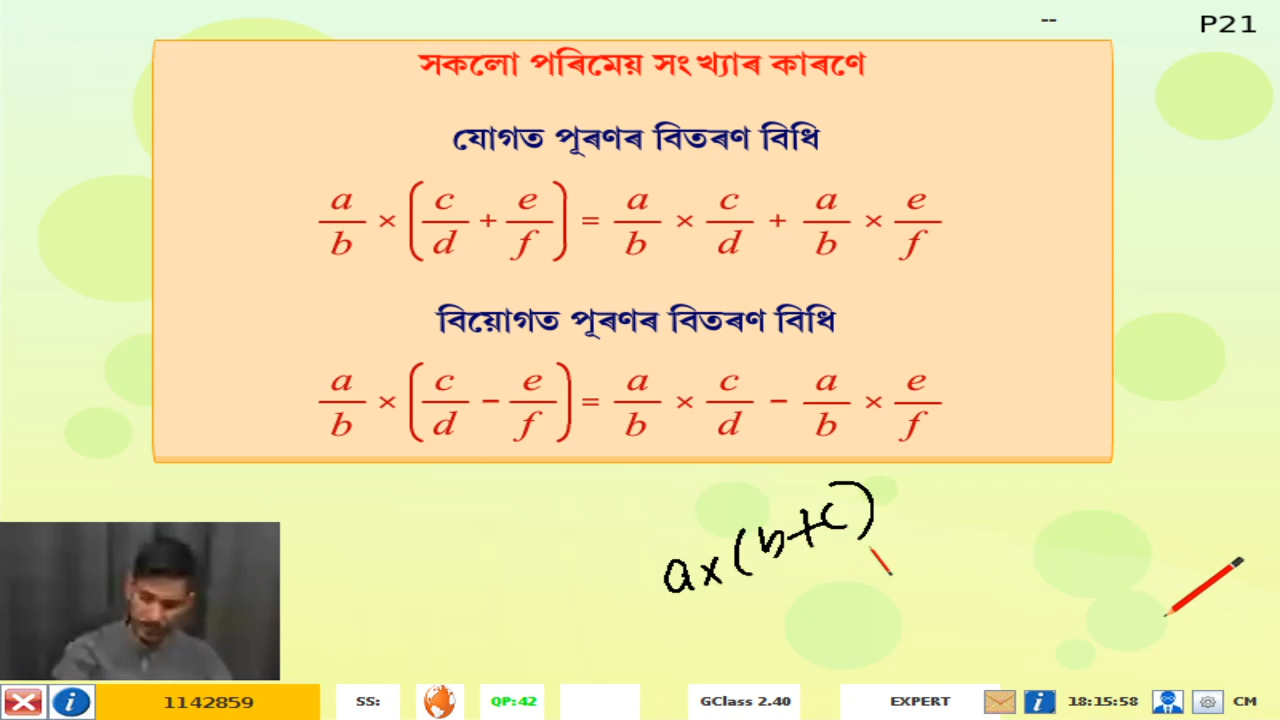 --
P21
সকলো পৰিমেয় সংখ্যাৰ কাৰণে
যোগত পূৰণৰ বিতৰণ বিধি
a/b × (c/d + e/f) = a/b × c/d + a/b × e/f
বিয়োগত পূৰণৰ বিতৰণ বিধি
a/b × (c/d − e/f) = a/b × c/d − a/b × e/f
a×(b+c)
1142859 SS: QP:42 GClass 2.40 EXPERT 18:15:58 CM